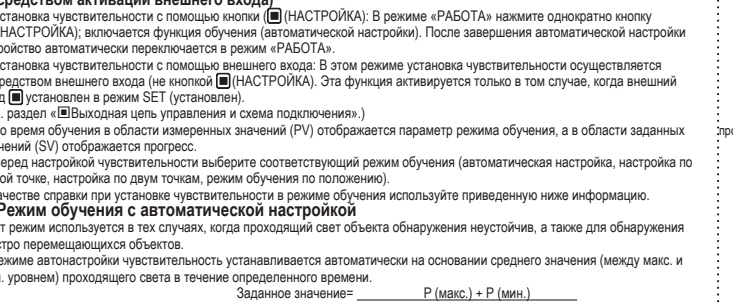 средством активации внешнего входа)
становка чувствительности с помощью кнопки (▣(НАСТРОЙКА): В режиме «РАБОТА» нажмите однократно кнопку
НАСТРОЙКА); включается функция обучения (автоматической настройки). После завершения автоматической настройки
ройство автоматически переключается в режим «РАБОТА».
становка чувствительности с помощью внешнего входа: В этом режиме установка чувствительности осуществляется
редством внешнего входа (не кнопкой ▣(НАСТРОЙКА). Эта функция активируется только в том случае, когда внешний
д ▣ установлен в режим SET (установлен).
. раздел «▣Выходная цепь управления и схема подключения».)
о время обучения в области измеренных значений (PV) отображается параметр режима обучения, а в области заданных
чений (SV) отображается прогресс.
еред настройкой чувствительности выберите соответствующий режим обучения (автоматическая настройка, настройка по
ой точке, настройка по двум точкам, режим обучения по положению).
ачестве справки при установке чувствительности в режиме обучения используйте приведенную ниже информацию.
Режим обучения с автоматической настройкой
т режим используется в тех случаях, когда проходящий свет объекта обнаружения неустойчив, а также для обнаружения
стро перемещающихся объектов.
ежиме автонастройки чувствительность устанавливается автоматически на основании среднего значения (между макс. и
. уровнем) проходящего света в течение определенного времени.
Заданное значение= P (макс.) + P (мин.)